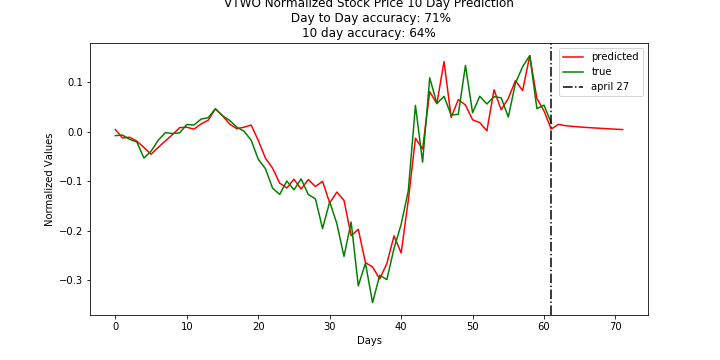 VTWO Normalized Stock Price 10 Day Prediction
Day to Day accuracy: 71%
10 day accuracy: 64%
predicted
true
april 27
Normalized Values
0.1
0.0
−0.1
−0.2
−0.3
0 10 20 30 40 50 60 70
Days